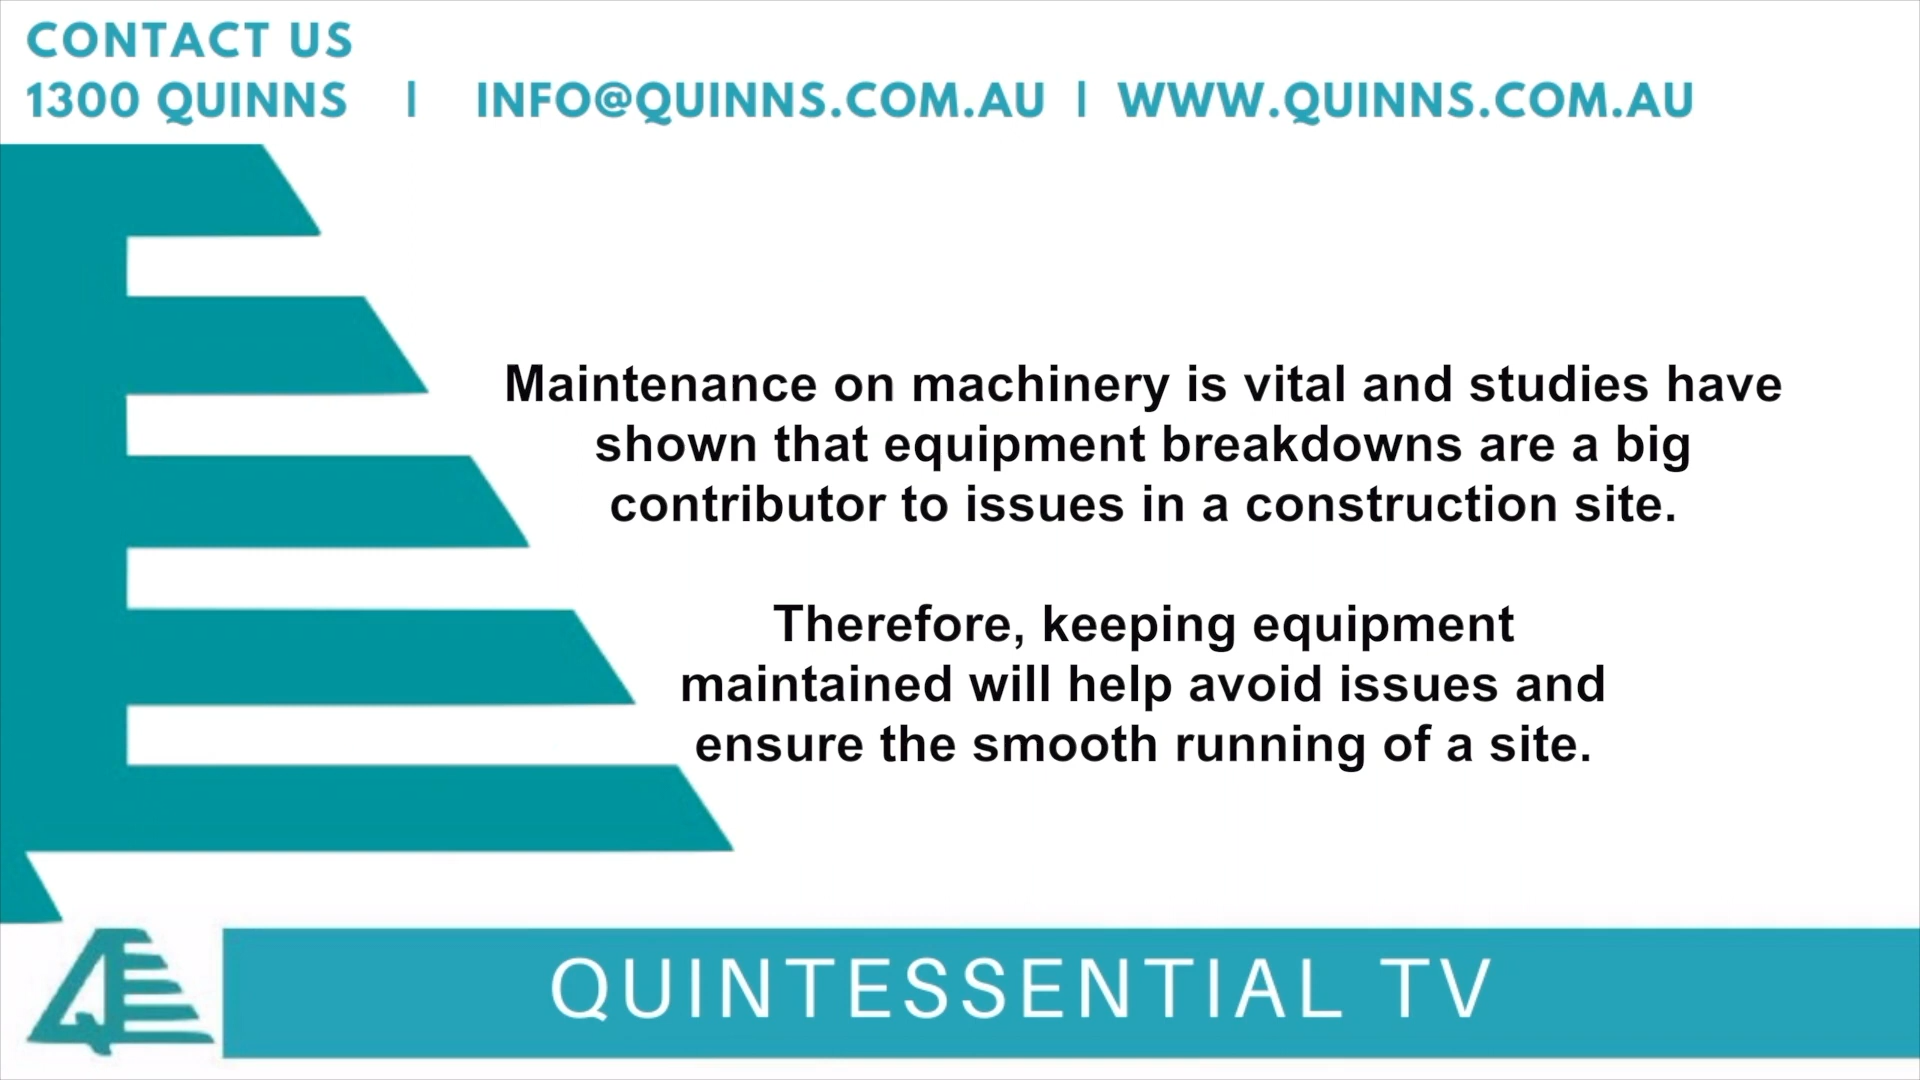 CONTACT US
1300 QUINNS | INFO@QUINNS.COM.AU | WWW.QUINNS.COM.AU
Maintenance on machinery is vital and studies have
shown that equipment breakdowns are a big
contributor to issues in a construction site.
Therefore, keeping equipment
maintained will help avoid issues and
ensure the smooth running of a site.
QUINTESSENTIAL TV